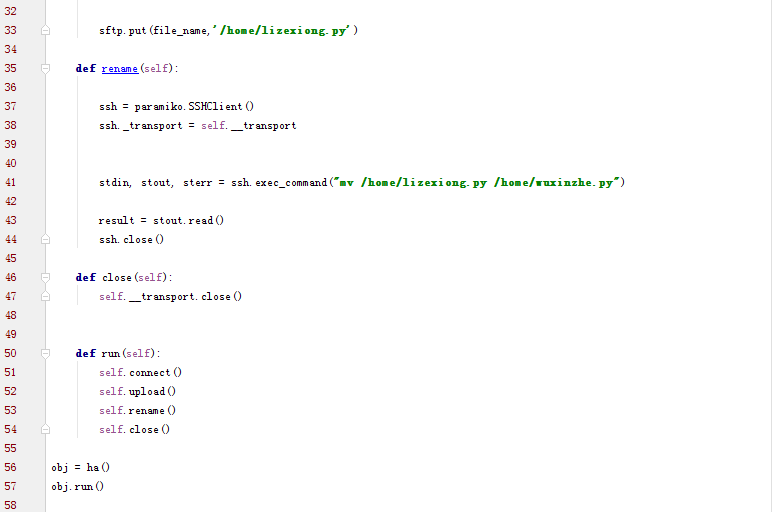 32
33 sftp.put(file_name,'/home/lizexiong.py')
34
35 def rename(self):
36
37 ssh = paramiko.SSHClient()
38 ssh._transport = self.__transport
39
40
41 stdin, stout, sterr = ssh.exec_command("mv /home/lizexiong.py /home/wuxinzhe.py")
42
43 result = stout.read()
44 ssh.close()
45
46 def close(self):
47 self.__transport.close()
48
49
50 def run(self):
51 self.connect()
52 self.upload()
53 self.rename()
54 self.close()
55
56 obj = ha()
57 obj.run()
58